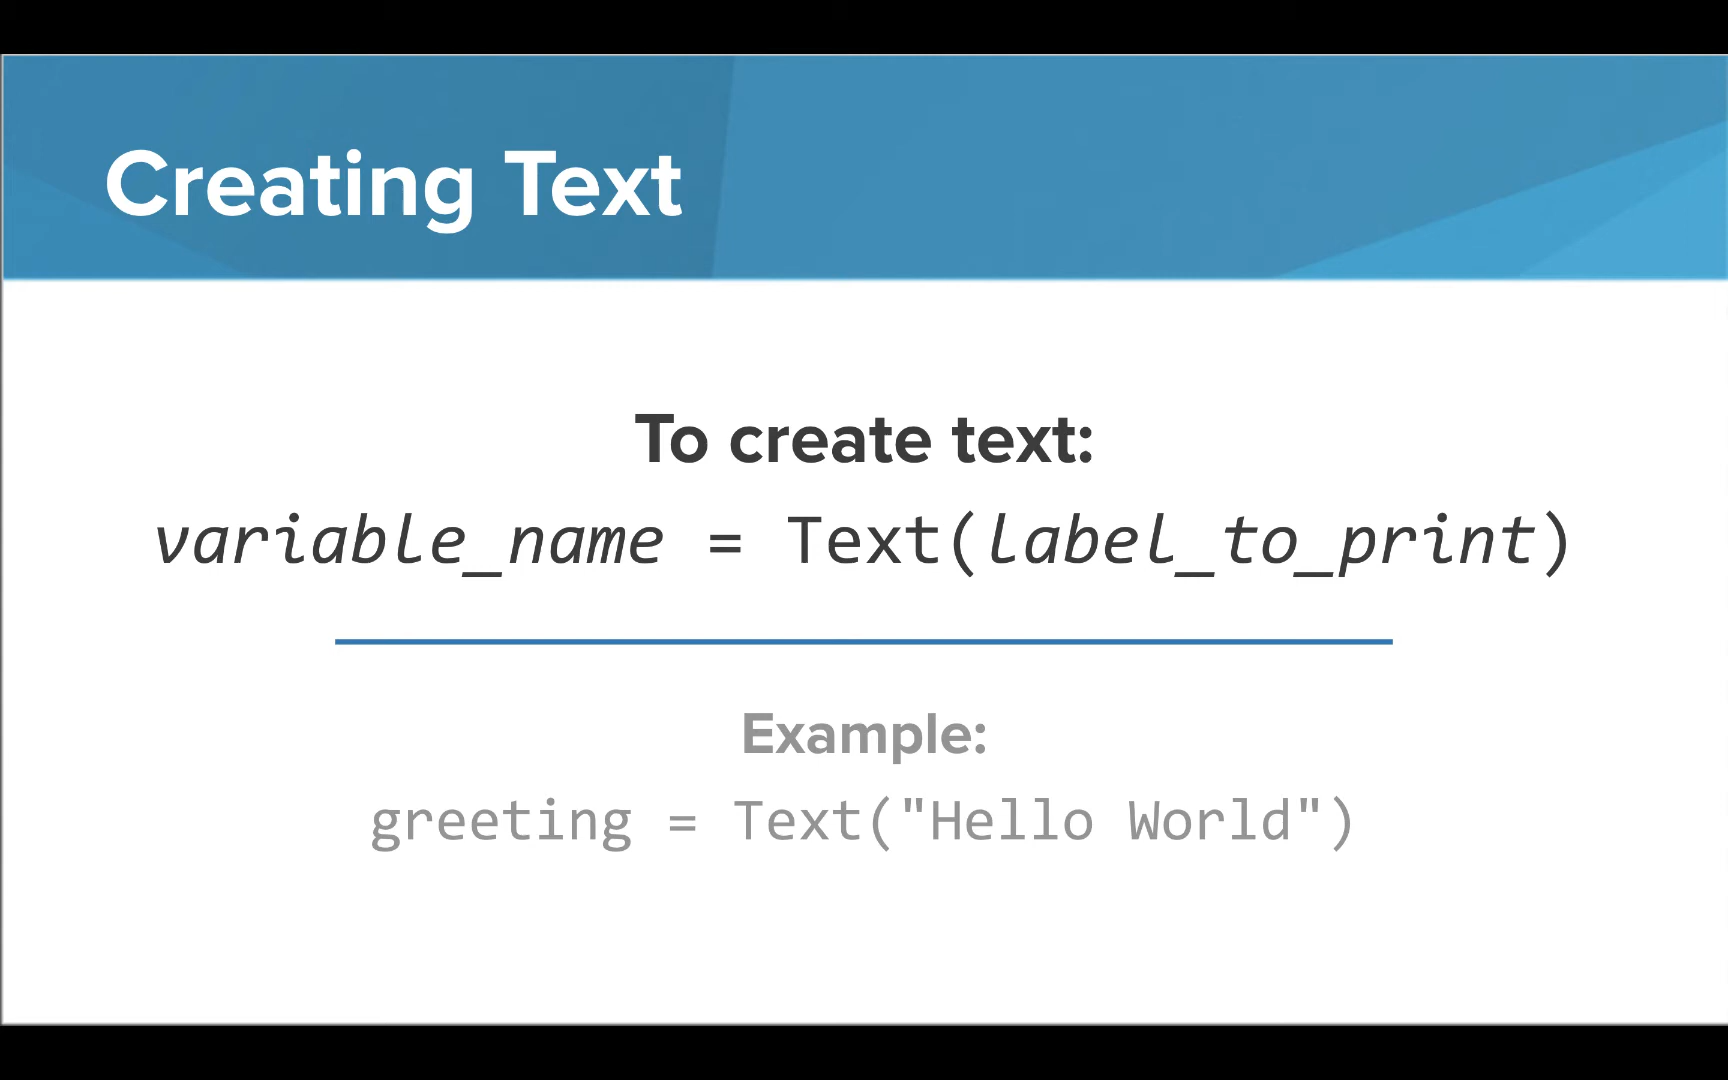 Creating Text
To create text:
variable_name = Text(label_to_print)
Example:
greeting = Text("Hello World")